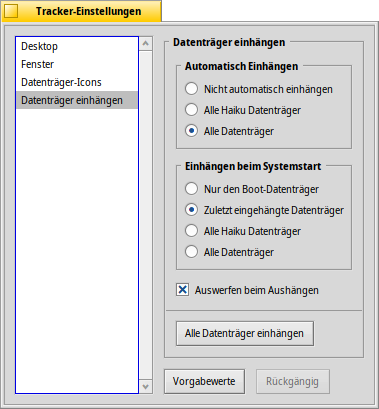 Tracker-Einstellungen
Desktop
Fenster
Datenträger-Icons
Datenträger einhängen
Datenträger einhängen
Automatisch Einhängen
Nicht automatisch einhängen
Alle Haiku Datenträger
Alle Datenträger
Einhängen beim Systemstart
Nur den Boot-Datenträger
Zuletzt eingehängte Datenträger
Alle Haiku Datenträger
Alle Datenträger
Auswerfen beim Aushängen
Alle Datenträger einhängen
Vorgabewerte
Rückgängig